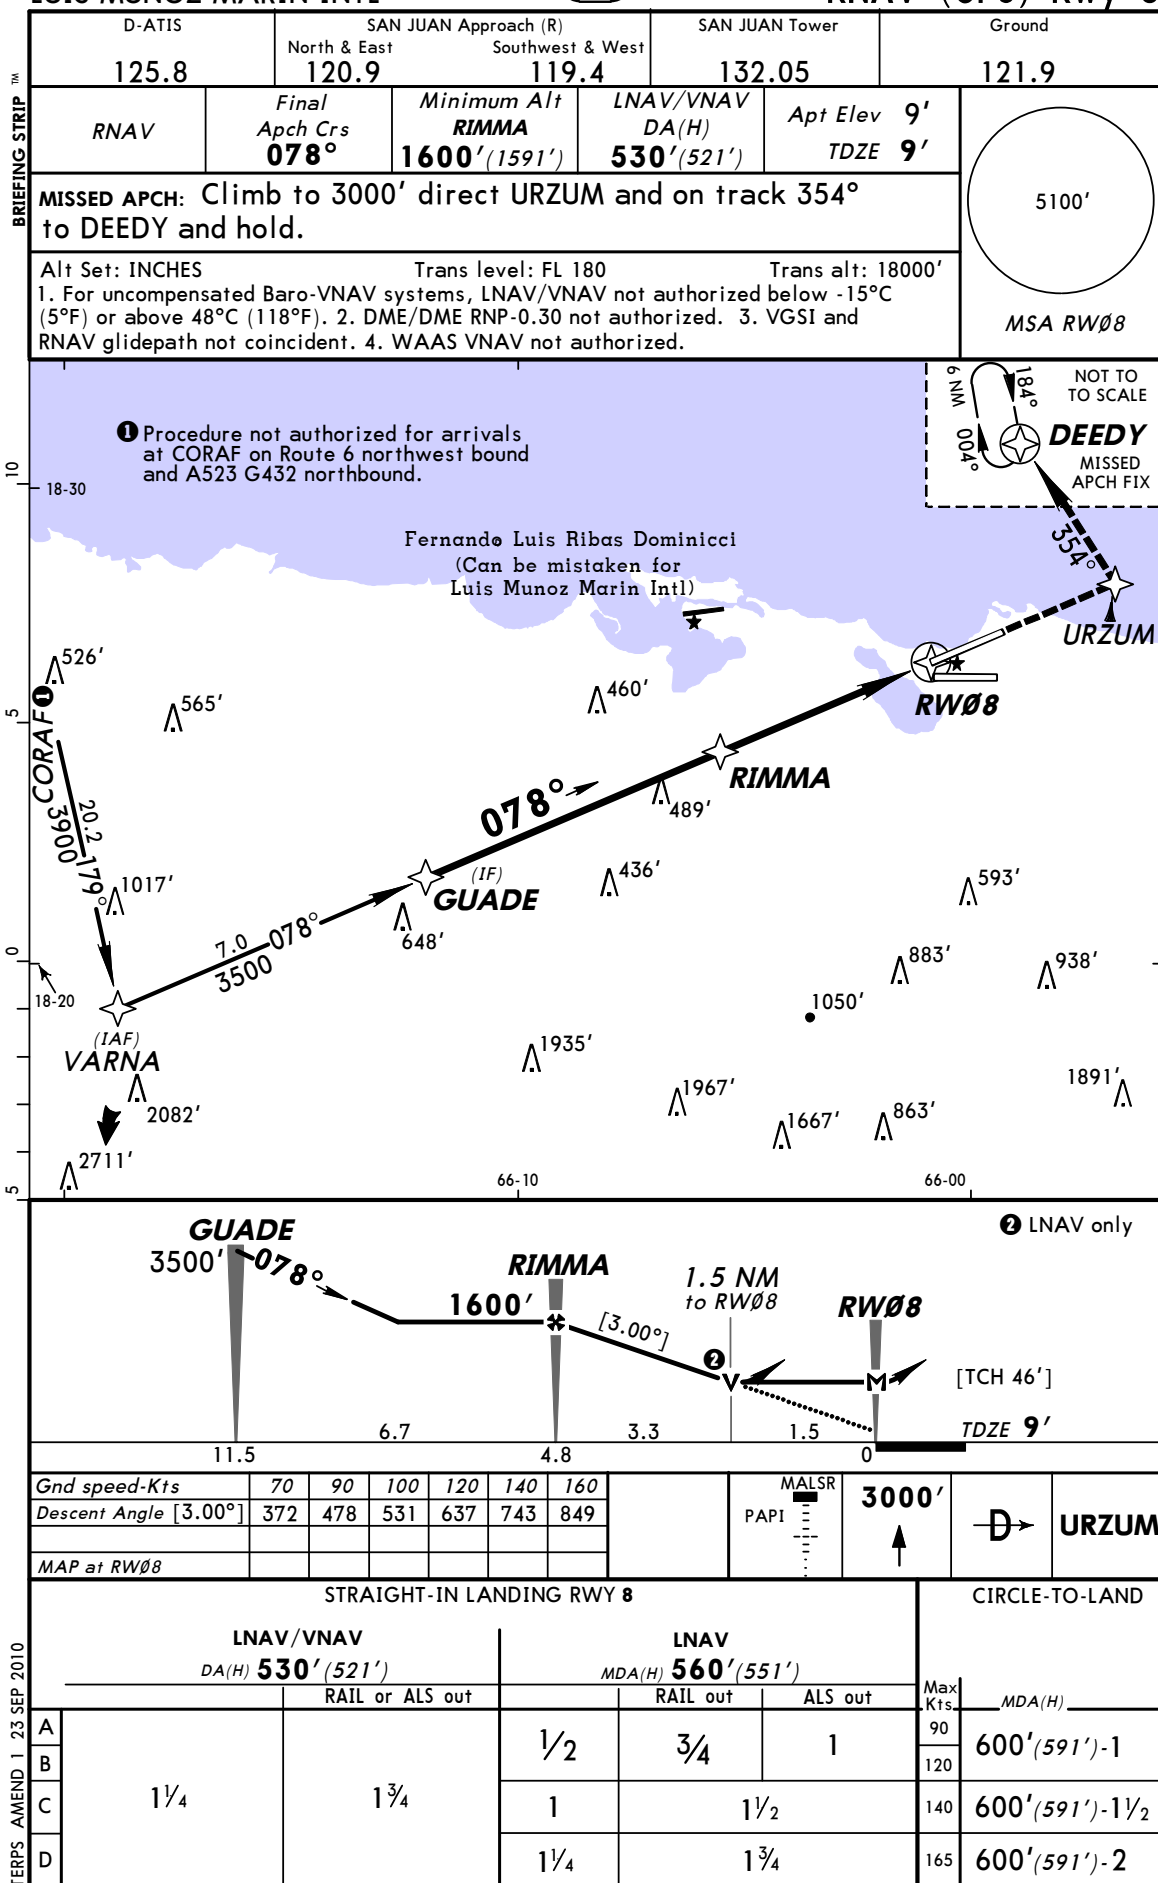 D-ATIS
125.8
SAN JUAN Approach (R)
North & East
120.9
Southwest & West
119.4
SAN JUAN Tower
132.05
Ground
121.9
BRIEFING STRIP ™
RNAV
Final
Apch Crs
078°
Minimum Alt
RIMMA
1600'(1591')
LNAV/VNAV
DA(H)
530'(521')
Apt Elev 9'
TDZE 9'
5100'
MSA RWØ8
MISSED APCH: Climb to 3000' direct URZUM and on track 354°
to DEEDY and hold.
Alt Set: INCHES Trans level: FL 180 Trans alt: 18000'
1. For uncompensated Baro-VNAV systems, LNAV/VNAV not authorized below -15°C
(5°F) or above 48°C (118°F). 2. DME/DME RNP-0.30 not authorized. 3. VGSI and
RNAV glidepath not coincident. 4. WAAS VNAV not authorized.
❶ Procedure not authorized for arrivals
at CORAF on Route 6 northwest bound
and A523 G432 northbound.
NOT TO
TO SCALE
6 NM
184°
004°
DEEDY
MISSED
APCH FIX
354°
URZUM
10
18-30
Fernando Luis Ribas Dominicci
(Can be mistaken for
Luis Munoz Marin Intl)
526'
565'
460'
RWØ8
5
CORAF❶
RIMMA
489'
078°
20.2
3900
179°
1017'
(IF)
GUADE
436'
593'
648'
7.0
078°
3500
883'
938'
0
18-20
1050'
(IAF)
VARNA
1935'
1967'
1891'
2082'
1667'
863'
2711'
5
66-10
66-00
GUADE
3500'
078°
RIMMA
1600'
[3.00°]
1.5 NM
to RWØ8
❷
V
RWØ8
M
❷ LNAV only
[TCH 46']
TDZE 9'
6.7
3.3
1.5
11.5
4.8
0
Gnd speed-Kts 70 90 100 120 140 160
Descent Angle [3.00°] 372 478 531 637 743 849
MAP at RWØ8
MALSR
PAPI
3000'
D
URZUM
STRAIGHT-IN LANDING RWY 8
CIRCLE-TO-LAND
LNAV/VNAV
DA(H) 530'(521')
LNAV
MDA(H) 560'(551')
RAIL or ALS out
RAIL out
ALS out
Max
Kts
MDA(H)
A
B
C
D
1¼
1¾
½
¾
1
1
1½
1¼
1¾
90
120
600'(591')-1
140
600'(591')-1½
165
600'(591')-2
TERPS AMEND 1 23 SEP 2010